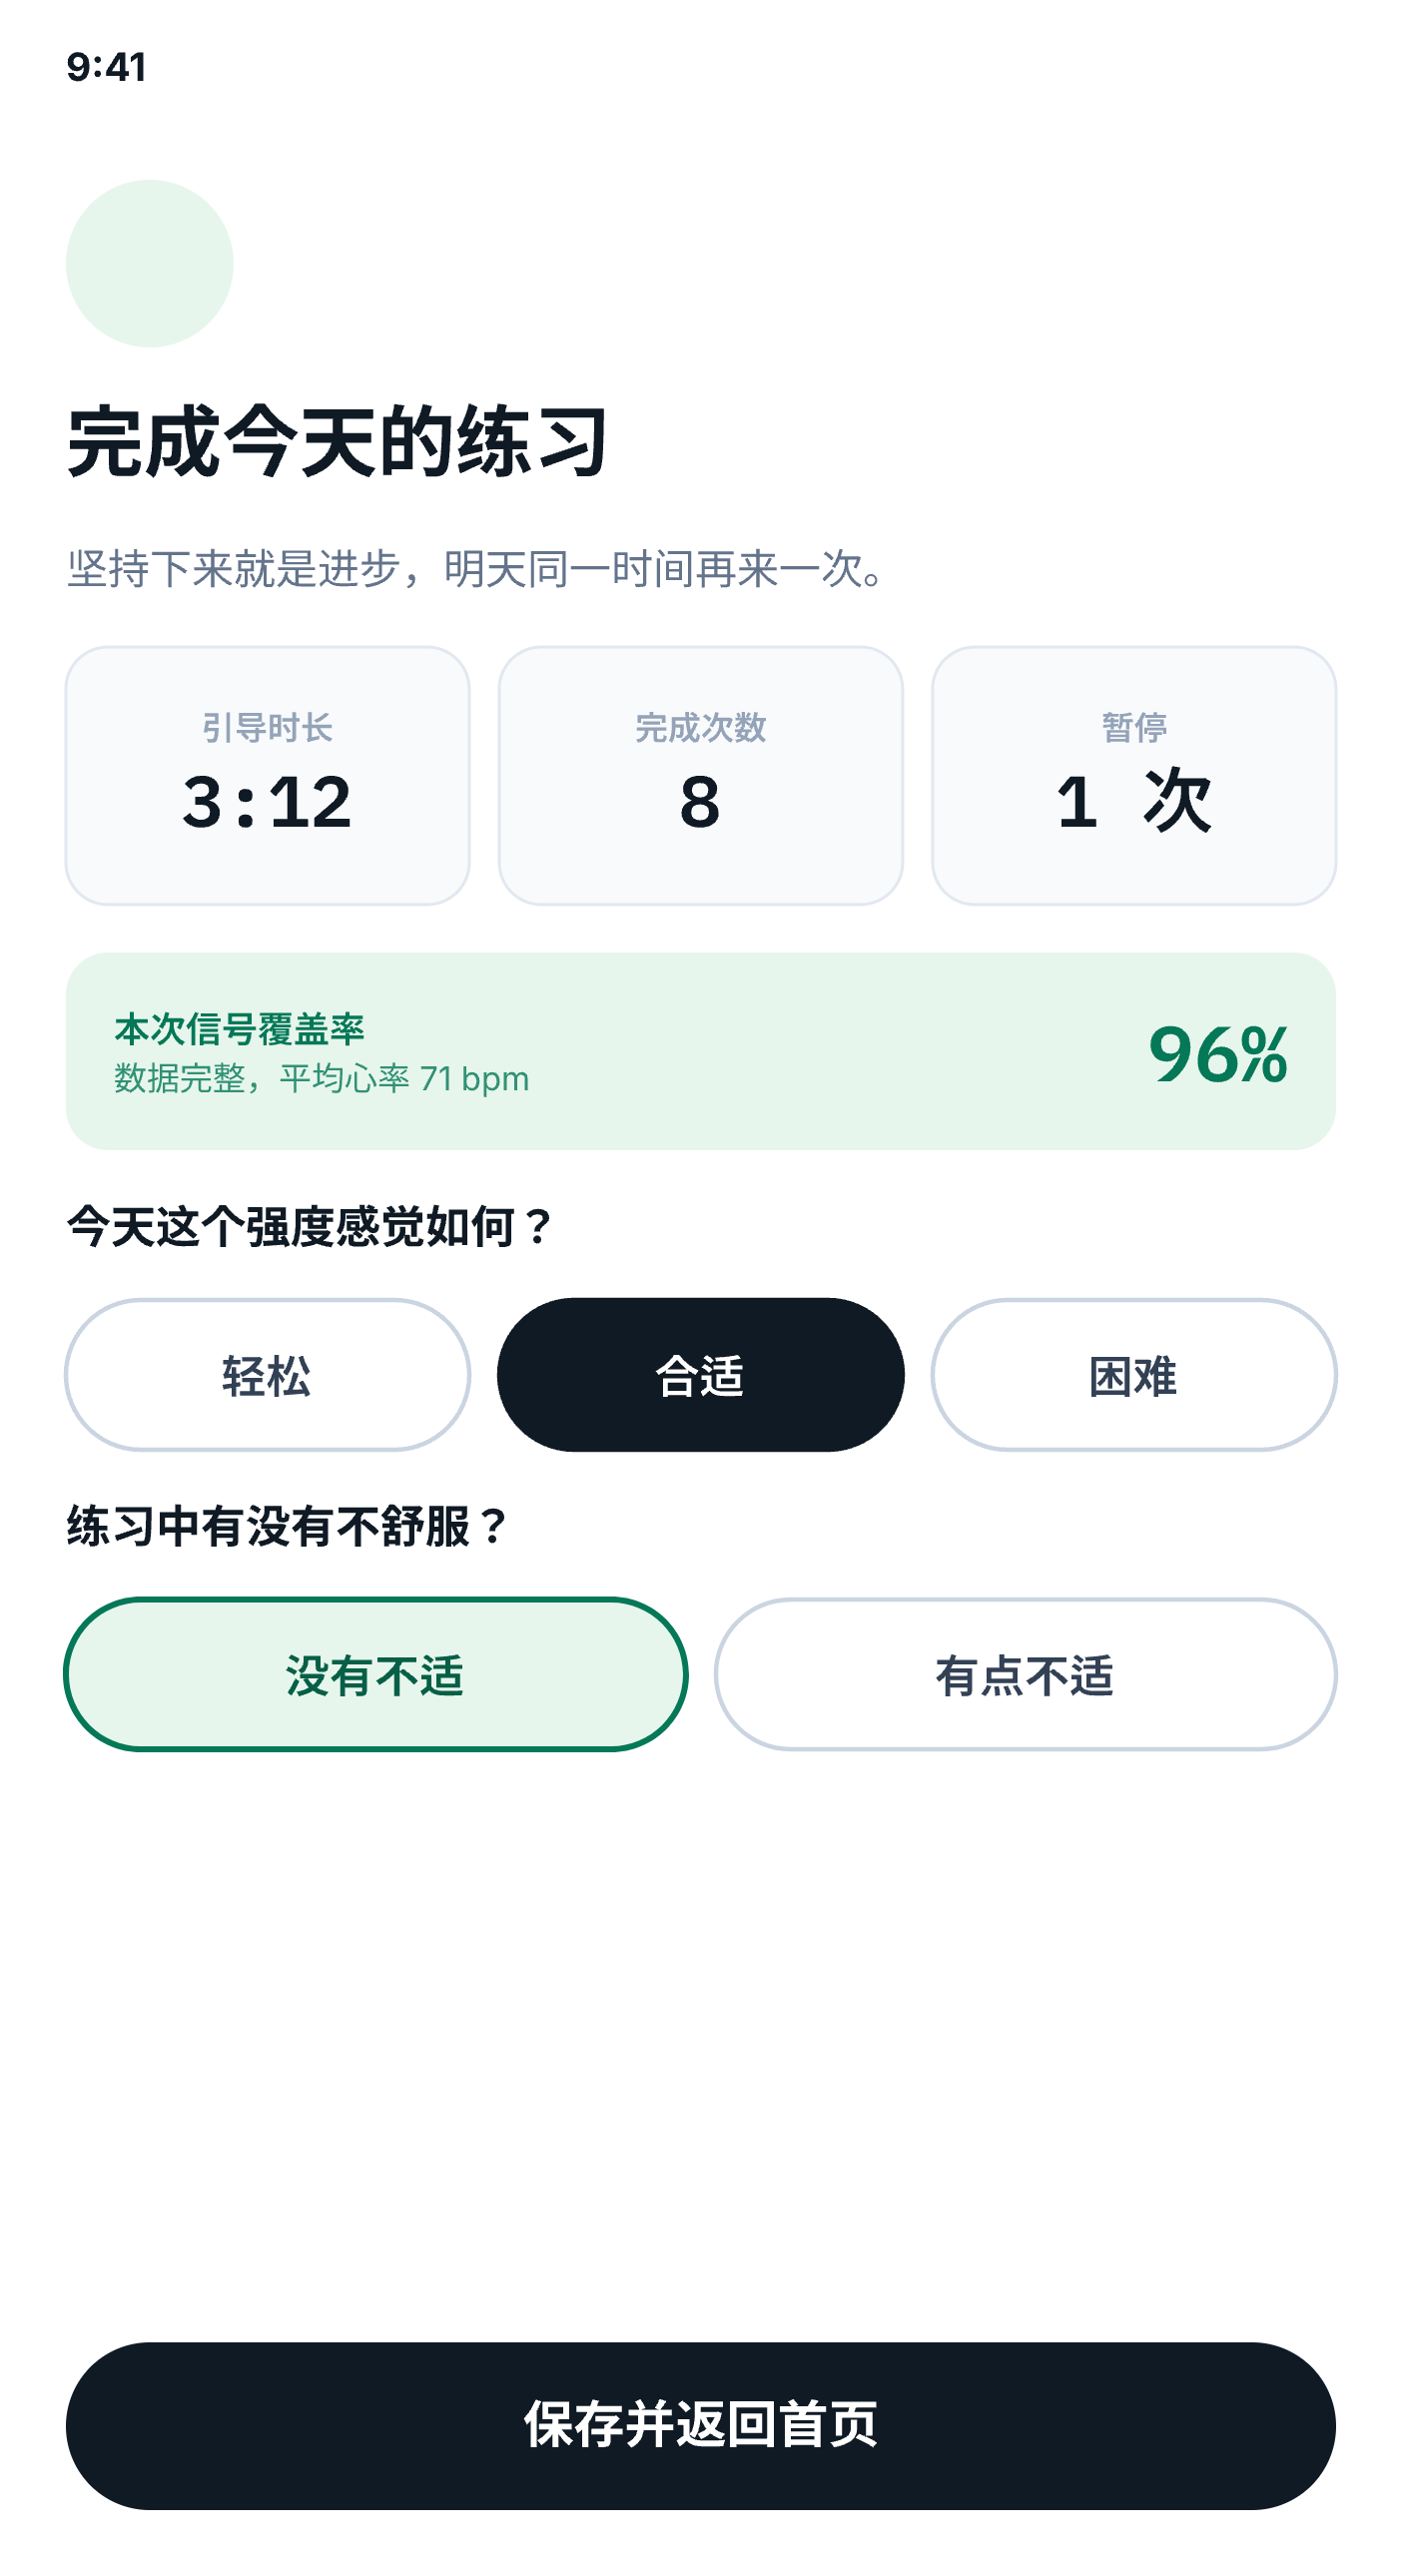 9:41
完成今天的练习
坚持下来就是进步，明天同一时间再来一次。
引导时长
3:12
完成次数
8
暂停
1 次
本次信号覆盖率
数据完整，平均心率 71 bpm
96%
今天这个强度感觉如何？
轻松
合适
困难
练习中有没有不舒服？
没有不适
有点不适
保存并返回首页